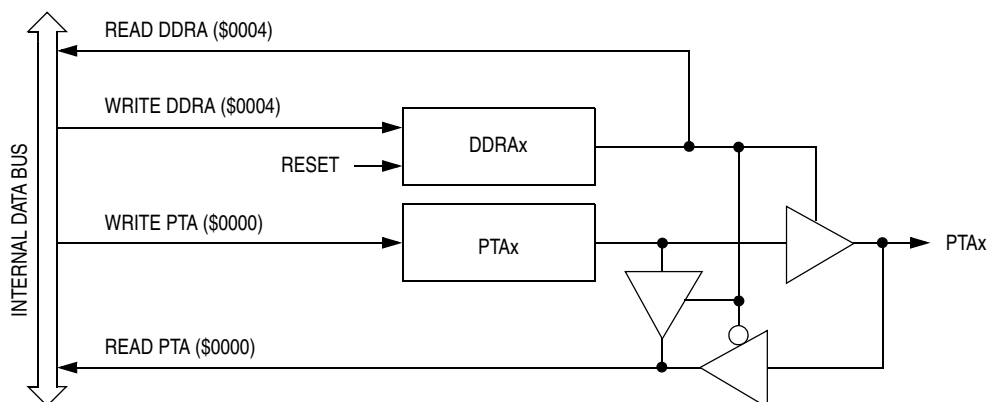 READ DDRA ($0004)
WRITE DDRA ($0004)
DDRAx
RESET
INTERNAL DATA BUS
WRITE PTA ($0000)
PTAx
PTAx
READ PTA ($0000)